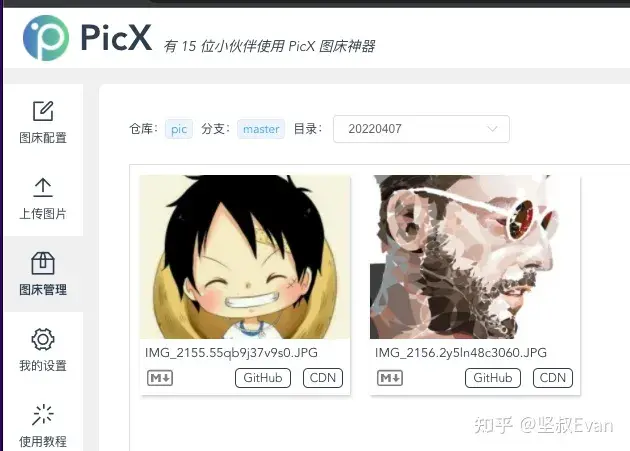 PicX 有 15 位小伙伴使用 PicX 图床神器
图床配置
上传图片
图床管理
我的设置
使用教程
仓库： pic 分支： master 目录： 20220407
IMG_2155.55qb9j37v9s0.JPG
M GitHub CDN
IMG_2156.2y5ln48c3060.JPG
M GitHub CDN
知乎 @坚叔Evan